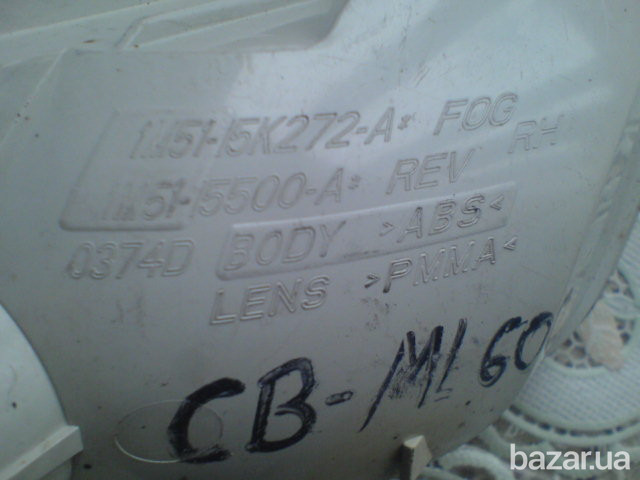 1M51-15K272-A* FOG
1M51-15500-A* REV RH
0374D BODY >ABS<
LENS >PMMA<
CB-M160
bazar.ua